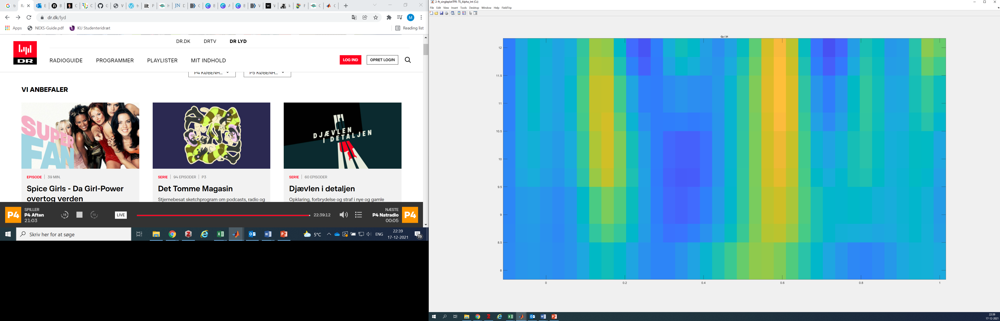 dr.dk/lyd
Apps NEXS-Guide.pdf KU Studenteridræt Reading list
DR.DK DRTV DR LYD
DR
RADIOGUIDE PROGRAMMER PLAYLISTER MIT INDHOLD LOG IND OPRET LOGIN
P4 KØBENH... P5 KØBENH...
VI ANBEFALER
SUPER
FAN
DJÆVLEN
I DETALJEN
EPISODE 39 MIN.
Spice Girls - Da Girl-Power
overtog verden
SERIE 94 EPISODER P3
Det Tomme Magasin
Stjernebesat sketchprogram om podcasts, radio og
SERIE 60 EPISODER
Djævlen i detaljen
Opklaring, forbrydelse og straf i nye og gamle
P4 SPILLER
P4 Aften
21:03
15 15 LIVE 22:39:12
NÆSTE
P4 Natradio
00:05
P4
Skriv her for at søge 5°C ENG 22:39
17-12-2021 19
2: ft_singleplotTFR: TS_Alpha_Int (Cz)
File Edit View Insert Tools Desktop Window Help FieldTrip
Cz / 31
12
11.5
11
10.5
10
9.5
9
8.5
8
0 0.2 0.4 0.6 0.8 1
22:39
17-12-2021